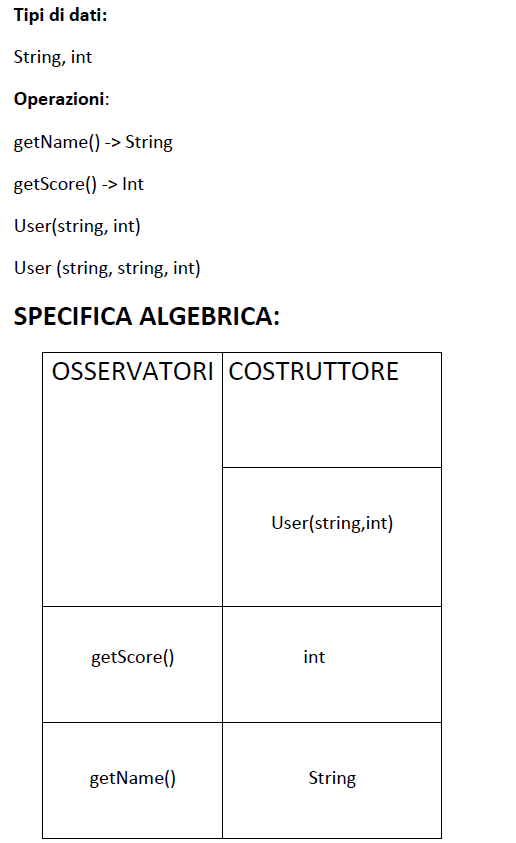 Tipi di dati:
String, int
Operazioni:
getName() -> String
getScore() -> Int
User(string, int)
User (string, string, int)
SPECIFICA ALGEBRICA:
OSSERVATORI COSTRUTTORE
User(string,int)
getScore() int
getName() String